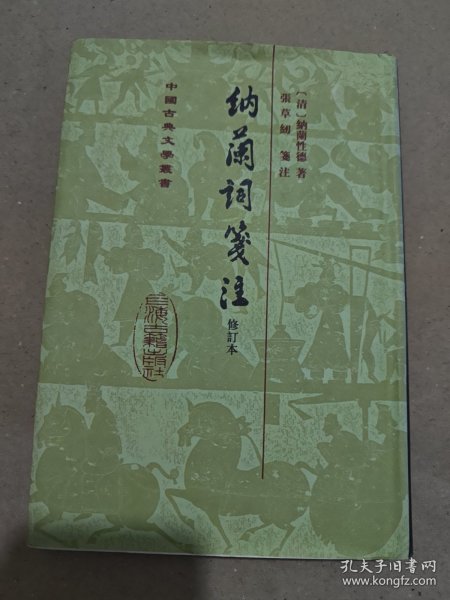 [清]納蘭性德 著
張草紉 箋注
納蘭詞箋注
修訂本
中國古典文學叢書
上海古籍出版社
孔夫子旧书网
www.kongfz.com